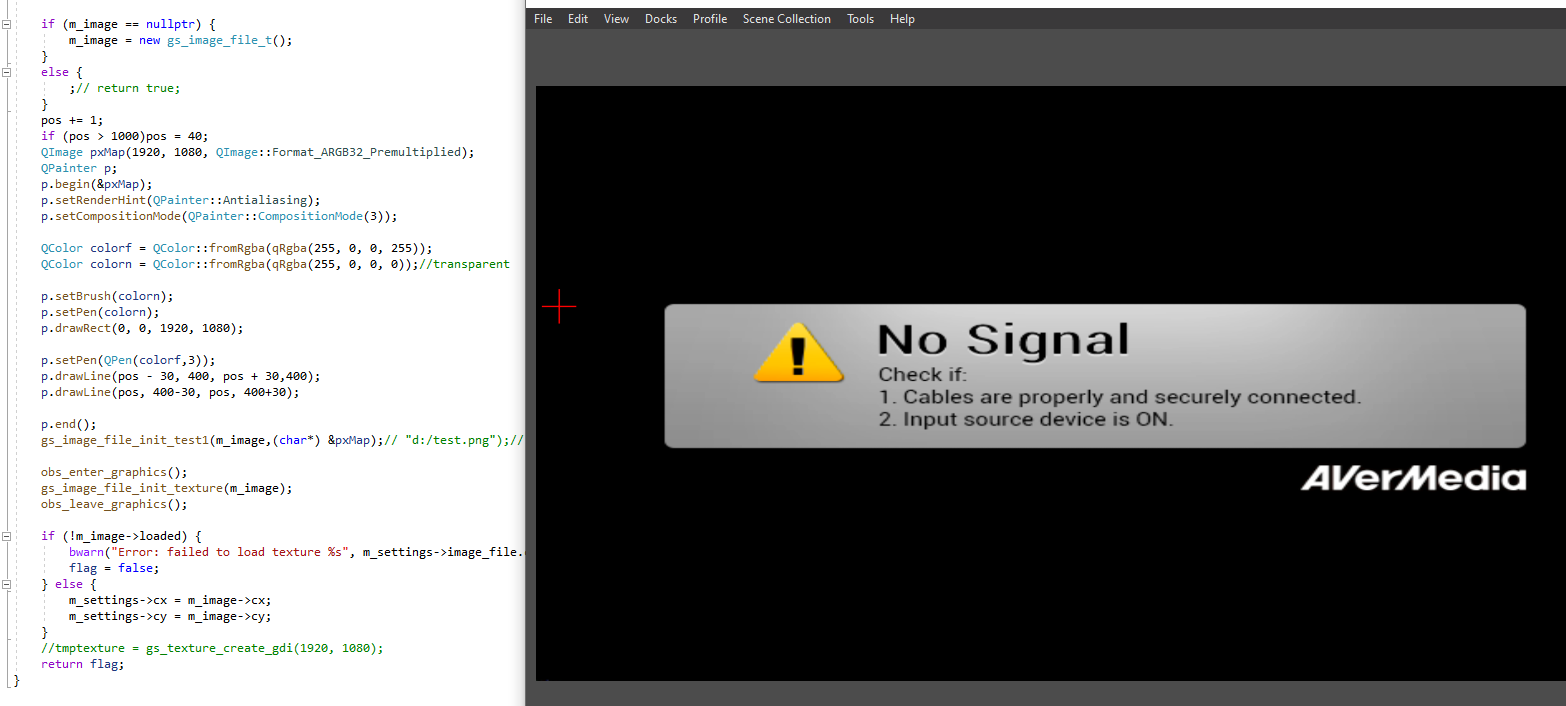 if (m_image == nullptr) {
m_image = new gs_image_file_t();
}
else {
;// return true;
}
pos += 1;
if (pos > 1000)pos = 40;
QImage pxMap(1920, 1080, QImage::Format_ARGB32_Premultiplied);
QPainter p;
p.begin(&pxMap);
p.setRenderHint(QPainter::Antialiasing);
p.setCompositionMode(QPainter::CompositionMode(3));
QColor colorf = QColor::fromRgba(qRgba(255, 0, 0, 255));
QColor colorn = QColor::fromRgba(qRgba(255, 0, 0, 0));//transparent
p.setBrush(colorn);
p.setPen(colorn);
p.drawRect(0, 0, 1920, 1080);
p.setPen(QPen(colorf,3));
p.drawLine(pos - 30, 400, pos + 30,400);
p.drawLine(pos, 400-30, pos, 400+30);
p.end();
gs_image_file_init_test1(m_image,(char*) &pxMap);// "d:/test.png");//
obs_enter_graphics();
gs_image_file_init_texture(m_image);
obs_leave_graphics();
if (!m_image->loaded) {
bwarn("Error: failed to load texture %s", m_settings->image_file.
flag = false;
} else {
m_settings->cx = m_image->cx;
m_settings->cy = m_image->cy;
}
//tmptexture = gs_texture_create_gdi(1920, 1080);
return flag;
}
File Edit View Docks Profile Scene Collection Tools Help
No Signal
Check if:
1. Cables are properly and securely connected.
2. Input source device is ON.
AVerMedia